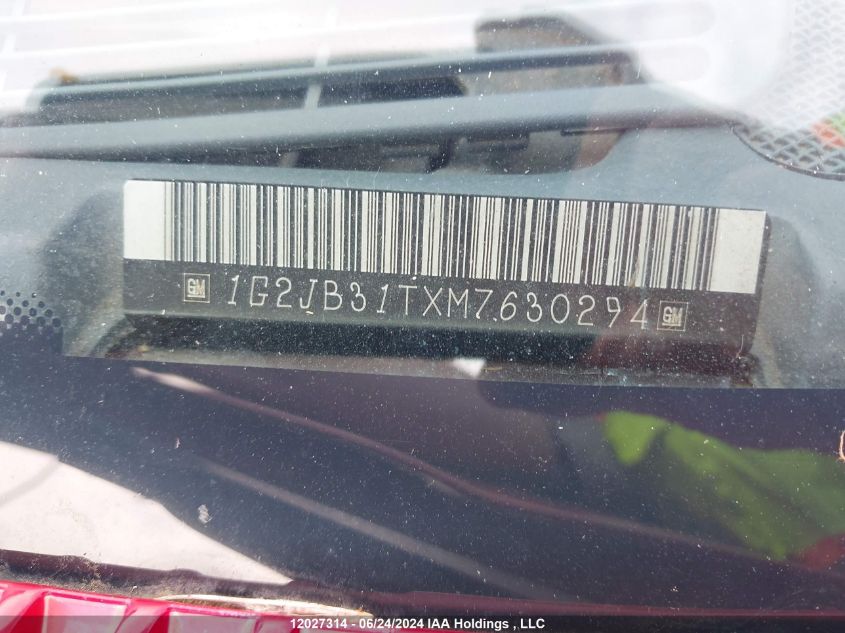 GM 1G2JB31TXM7630294 GM
12027314 - 06/24/2024 IAA Holdings , LLC